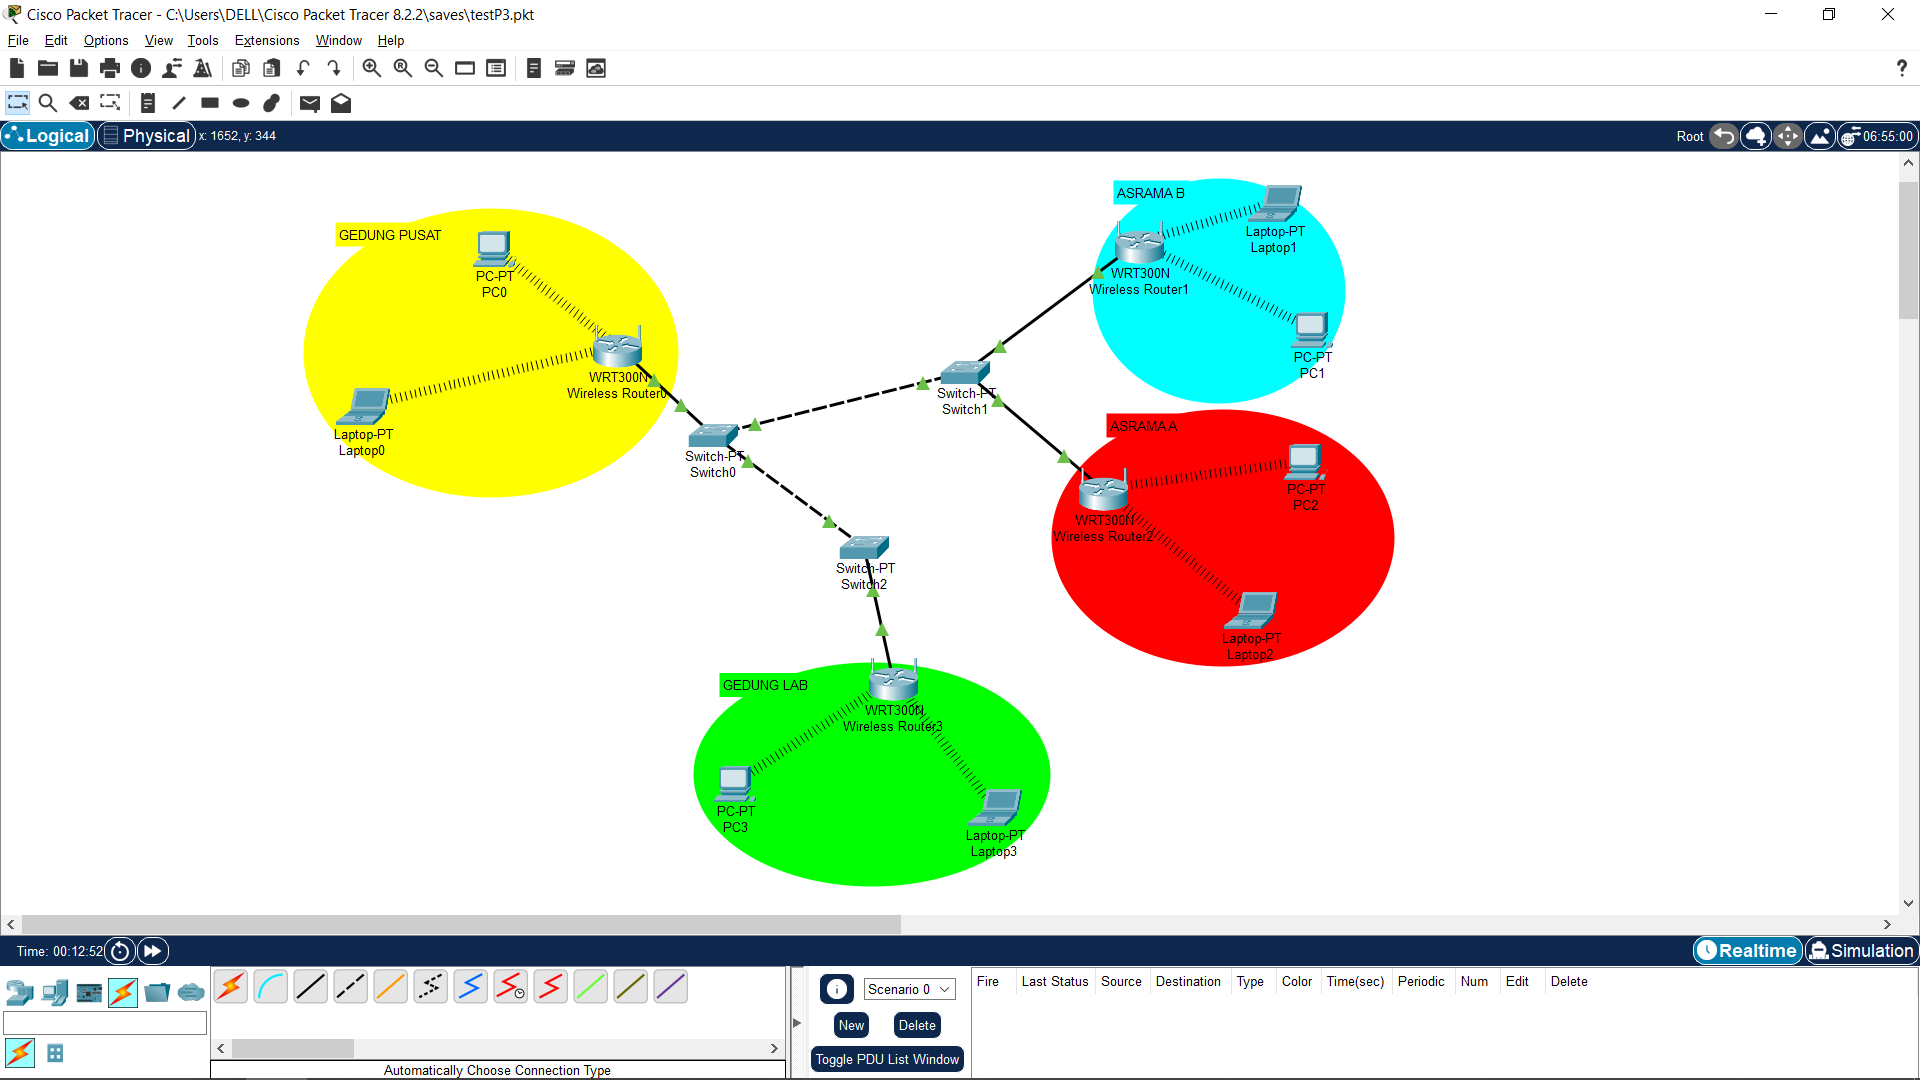 Cisco Packet Tracer - C:\Users\DELL\Cisco Packet Tracer 8.2.2\saves\testP3.pkt
File Edit Options View Tools Extensions Window Help
Logical Physical x: 1652, y: 344 Root 06:55:00
GEDUNG PUSAT
PC-PT
PC0
WRT300N
Wireless Router0
Laptop-PT
Laptop0
Switch-PT
Switch0
Switch-PT
Switch1
Switch-PT
Switch2
ASRAMA B
Laptop-PT
Laptop1
WRT300N
Wireless Router1
PC-PT
PC1
ASRAMA A
PC-PT
PC2
WRT300N
Wireless Router2
Laptop-PT
Laptop2
GEDUNG LAB
WRT300N
Wireless Router3
PC-PT
PC3
Laptop-PT
Laptop3
Time: 00:12:52 Realtime Simulation
Scenario 0
New Delete
Toggle PDU List Window
Fire Last Status Source Destination Type Color Time(sec) Periodic Num Edit Delete
Automatically Choose Connection Type